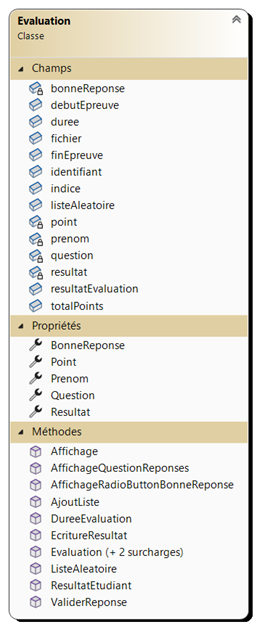 Evaluation
Classe
Champs
bonneReponse
debutEpreuve
duree
fichier
finEpreuve
identifiant
indice
listeAleatoire
point
prenom
question
resultat
resultatEvaluation
totalPoints
Propriétés
BonneReponse
Point
Prenom
Question
Resultat
Méthodes
Affichage
AffichageQuestionReponses
AffichageRadioButtonBonneReponse
AjoutListe
DureeEvaluation
EcritureResultat
Evaluation (+ 2 surcharges)
ListeAleatoire
ResultatEtudiant
ValiderReponse